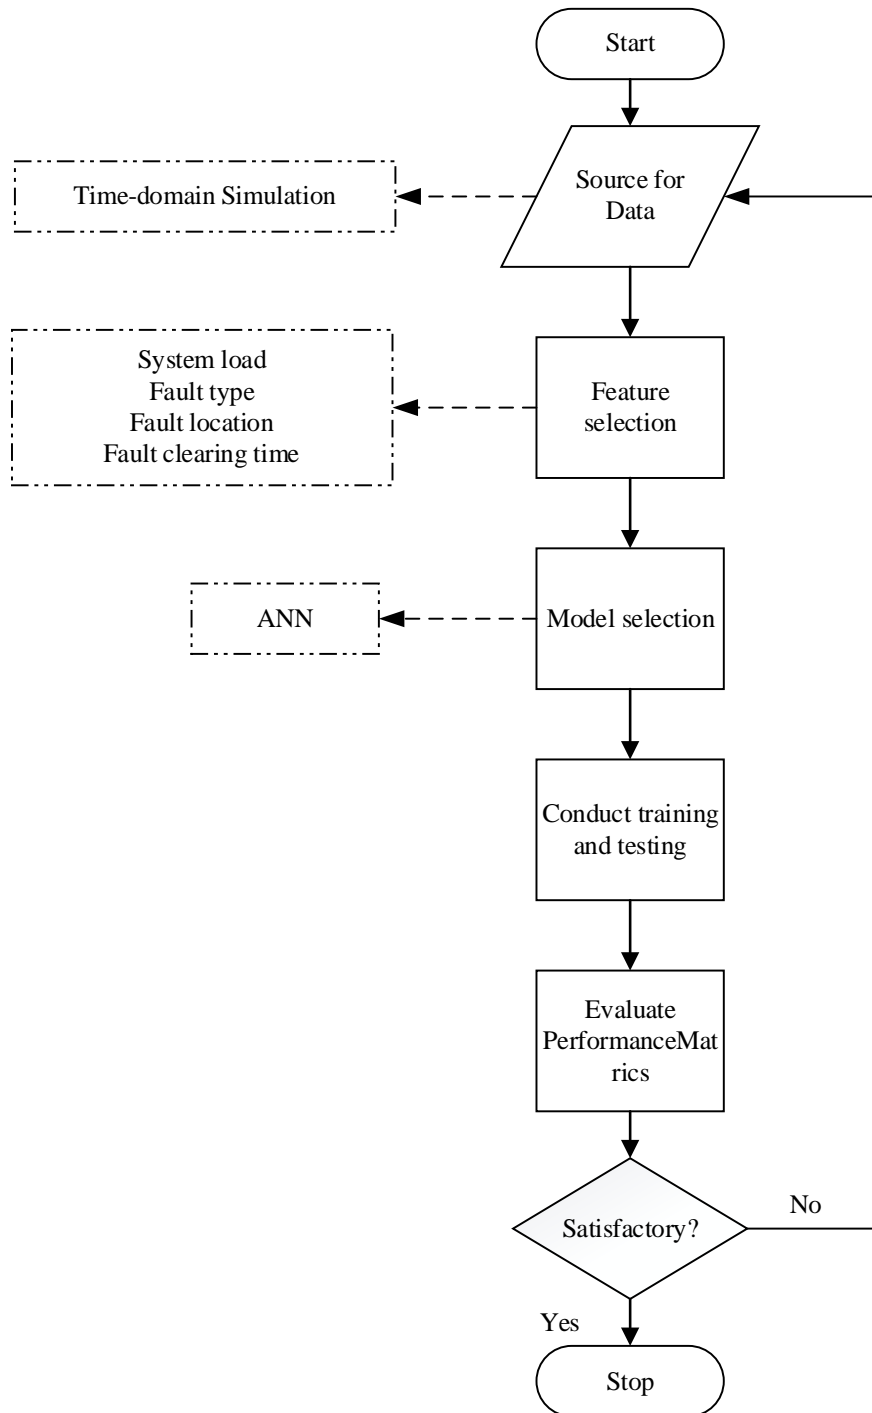 Start
Time-domain Simulation
Source for
Data
System load
Fault type
Fault location
Fault clearing time
Feature
selection
ANN
Model selection
Conduct training
and testing
Evaluate
PerformanceMat
rics
Satisfactory?
No
Yes
Stop